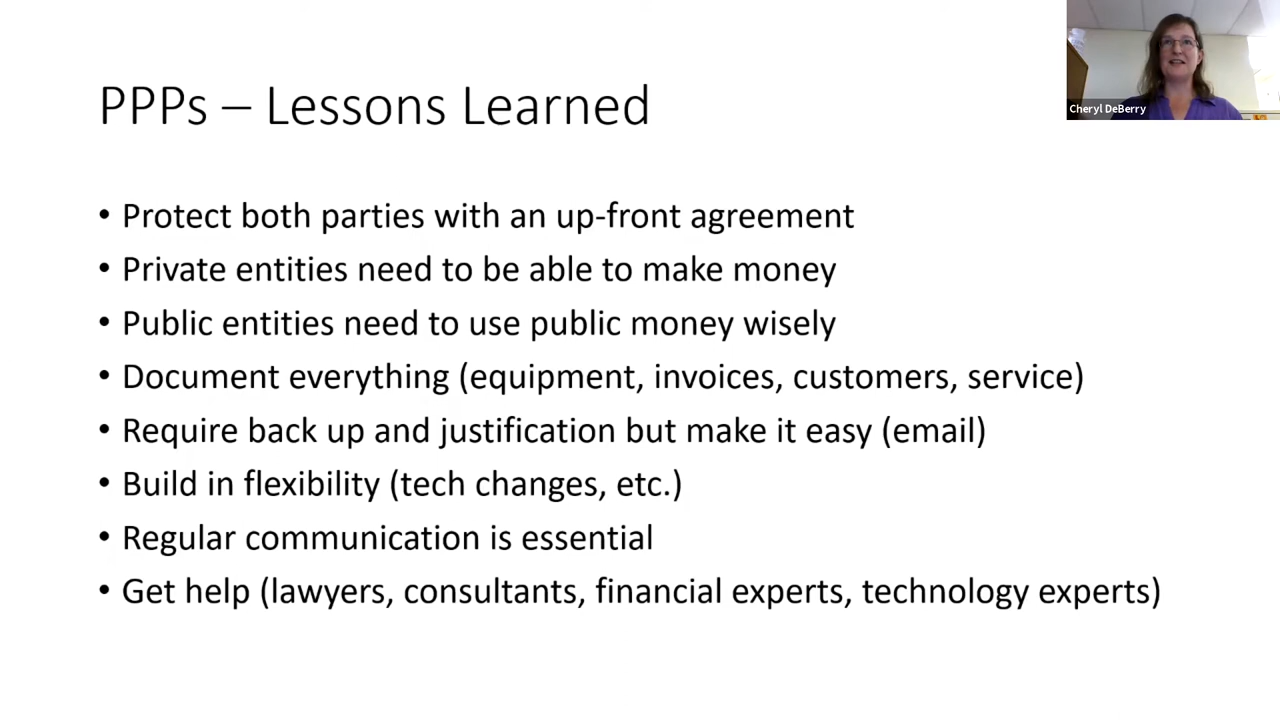 Cheryl DeBerry
PPPs – Lessons Learned
• Protect both parties with an up-front agreement
• Private entities need to be able to make money
• Public entities need to use public money wisely
• Document everything (equipment, invoices, customers, service)
• Require back up and justification but make it easy (email)
• Build in flexibility (tech changes, etc.)
• Regular communication is essential
• Get help (lawyers, consultants, financial experts, technology experts)